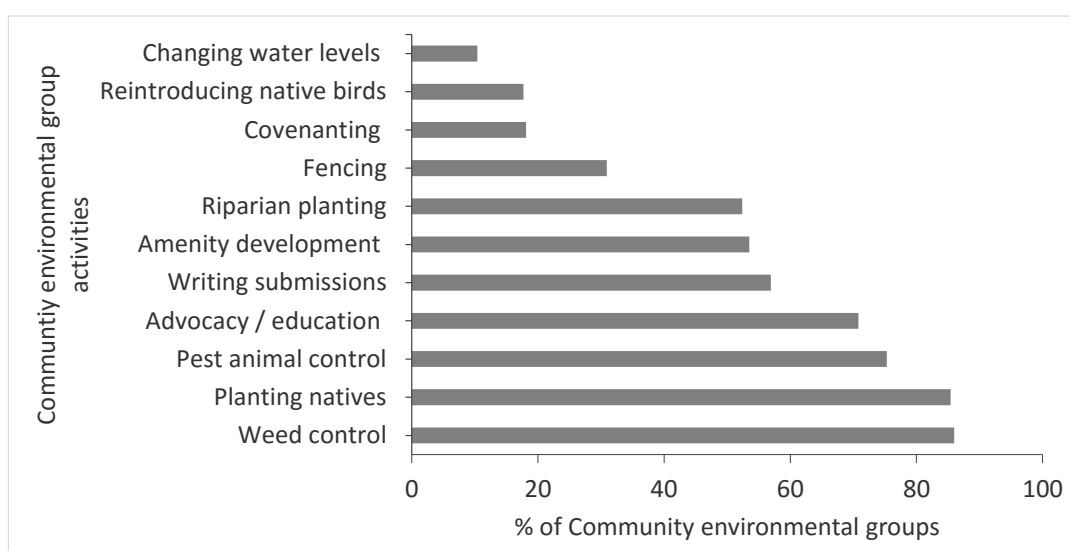 Communtiy environmental group
activities
Changing water levels
Reintroducing native birds
Covenanting
Fencing
Riparian planting
Amenity development
Writing submissions
Advocacy / education
Pest animal control
Planting natives
Weed control
0 20 40 60 80 100
% of Community environmental groups